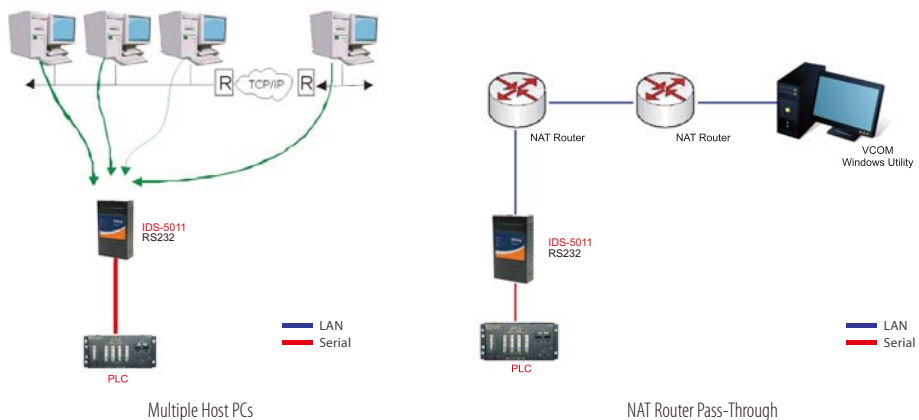 R
TCP/IP
R
IDS-5011
RS232
PLC
LAN
Serial
Multiple Host PCs
NAT Router
NAT Router
VCOM
Windows Utility
IDS-5011
RS232
PLC
LAN
Serial
NAT Router Pass-Through